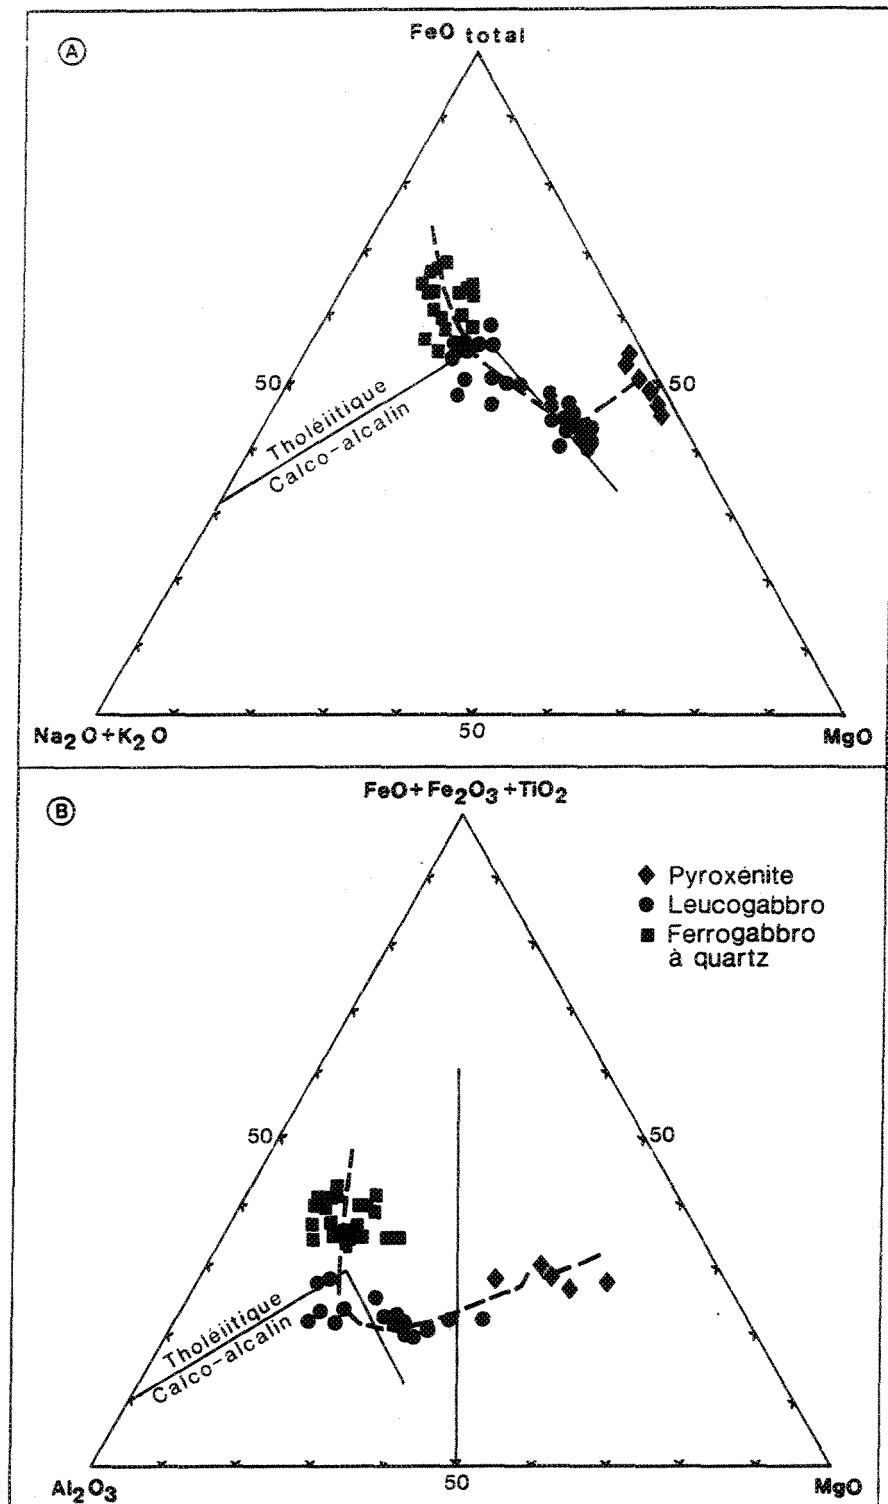 A
FeO total
50
50
Tholéiitique
Calco-alcalin
Na2O+K2O
50
MgO
B
FeO+Fe2O3+TiO2
Pyroxénite
Leucogabbro
Ferrogabbro
à quartz
50
50
Tholéiitique
Calco-alcalin
Al2O3
50
MgO